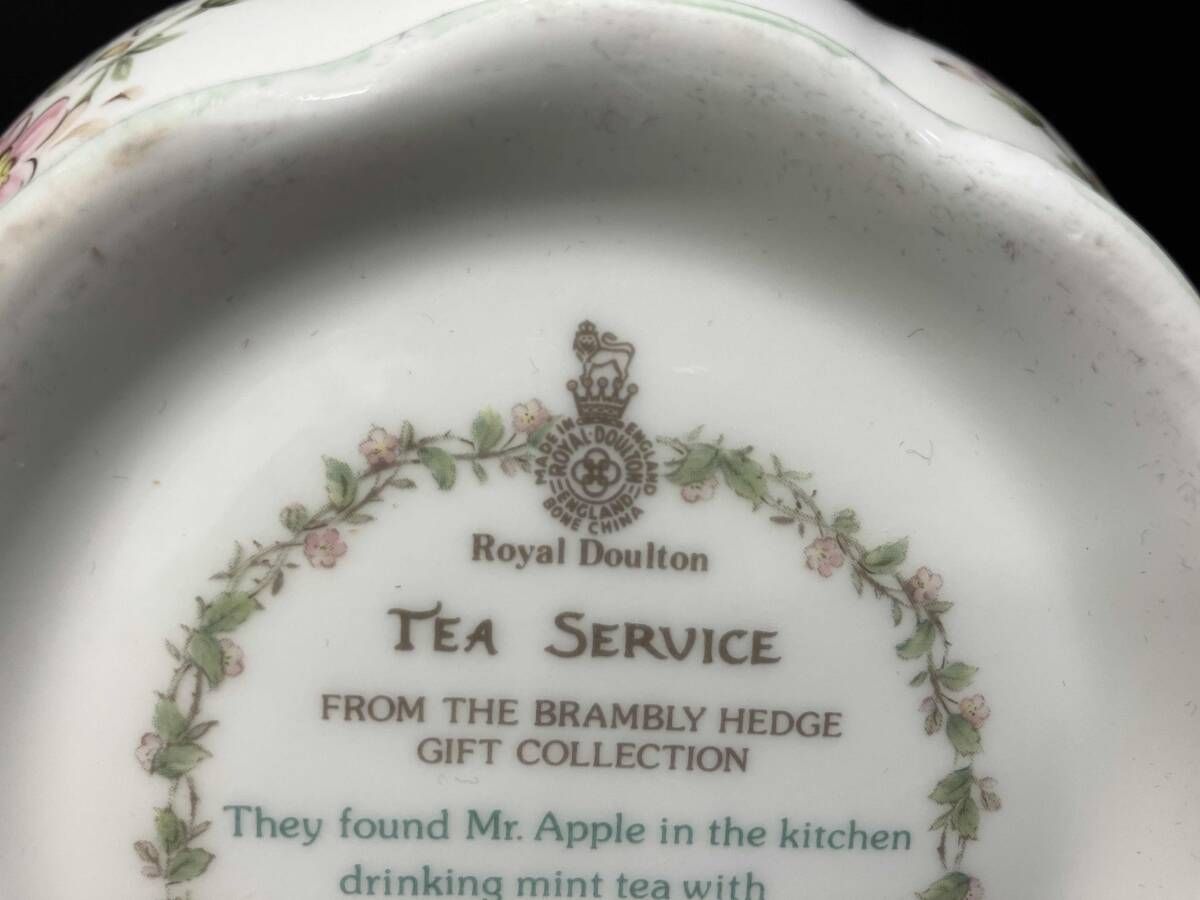 MADE IN ENGLAND
ROYAL·DOULTON
ENGLAND
BONE CHINA
Royal Doulton
TEA SERVICE
FROM THE BRAMBLY HEDGE
GIFT COLLECTION
They found Mr. Apple in the kitchen
drinking mint tea with